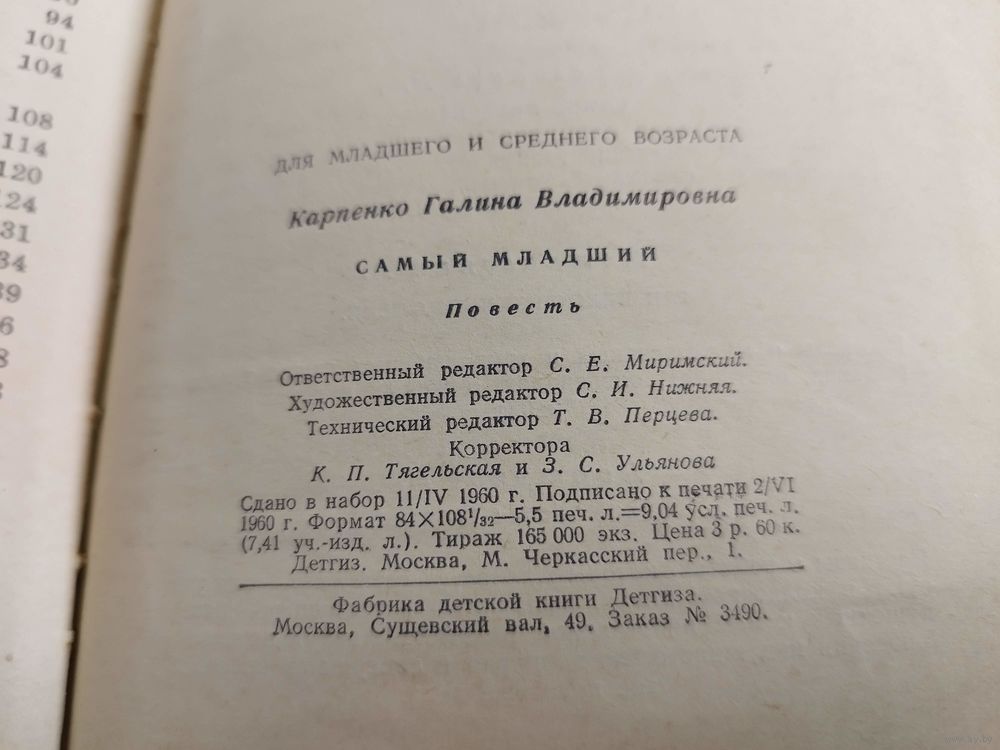 94
101
104
108
114
120
124
31
34
39
6
8
ДЛЯ МЛАДШЕГО И СРЕДНЕГО ВОЗРАСТА
Карпенко Галина Владимировна
САМЫЙ МЛАДШИЙ
Повесть
Ответственный редактор С. Е. Миримский.
Художественный редактор С. И. Нижняя.
Технический редактор Т. В. Перцева.
Корректора
К. П. Тягельская и З. С. Ульянова
Сдано в набор 11/IV 1960 г. Подписано к печати 2/VI
1960 г. Формат 84×108¹/₃₂—5,5 печ. л.=9,04 усл. печ. л.
(7,41 уч.-изд. л.). Тираж 165 000 экз. Цена 3 р. 60 к.
Детгиз. Москва, М. Черкасский пер., 1.
Фабрика детской книги Детгиза.
Москва, Сущевский вал, 49. Заказ № 3490.